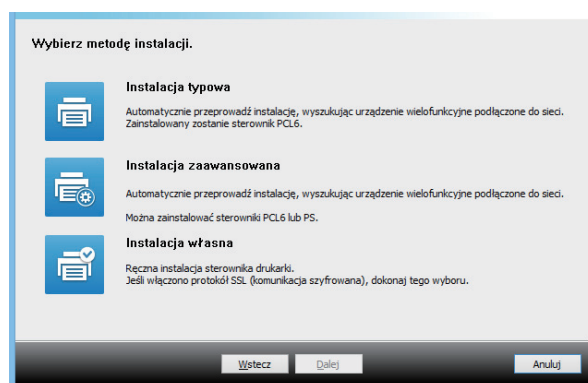 Wybierz metodę instalacji.
Instalacja typowa
Automatycznie przeprowadź instalację, wyszukując urządzenie wielofunkcyjne podłączone do sieci.
Zainstalowany zostanie sterownik PCL6.
Instalacja zaawansowana
Automatycznie przeprowadź instalację, wyszukując urządzenie wielofunkcyjne podłączone do sieci.
Można zainstalować sterowniki PCL6 lub PS.
Instalacja własna
Ręczna instalacja sterownika drukarki.
Jeśli włączono protokół SSL (komunikacja szyfrowana), dokonaj tego wyboru.
Wstecz Dalej Anuluj